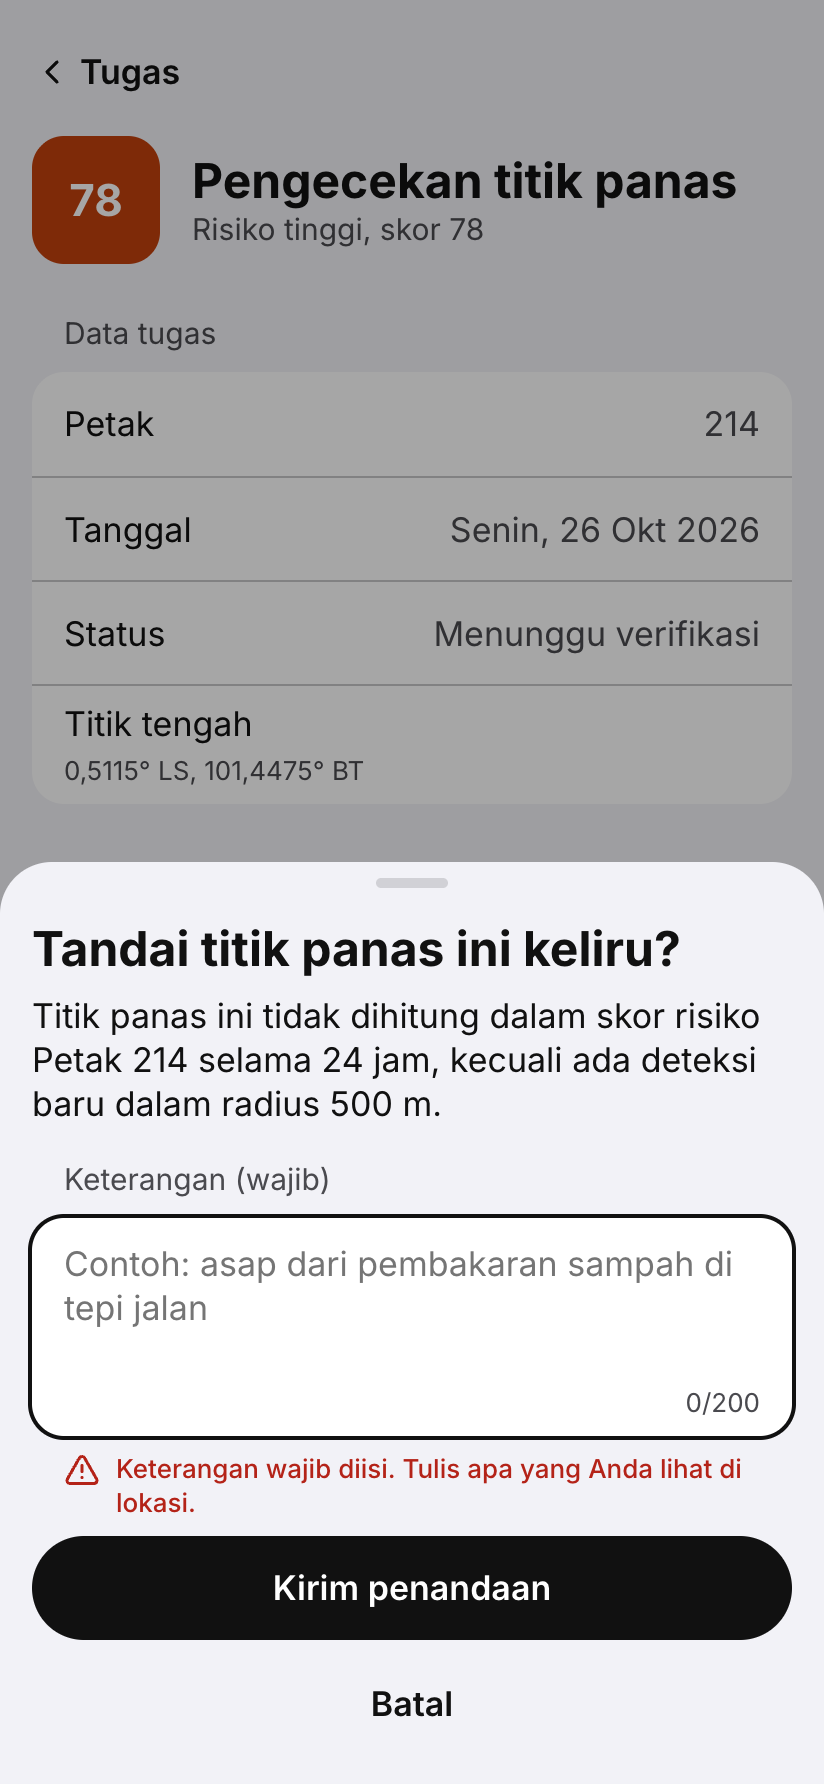 Tugas
78
Pengecekan titik panas
Risiko tinggi, skor 78
Data tugas
Petak 214
Tanggal Senin, 26 Okt 2026
Status Menunggu verifikasi
Titik tengah
0,5115° LS, 101,4475° BT
Tandai titik panas ini keliru?
Titik panas ini tidak dihitung dalam skor risiko
Petak 214 selama 24 jam, kecuali ada deteksi
baru dalam radius 500 m.
Keterangan (wajib)
Contoh: asap dari pembakaran sampah di
tepi jalan
0/200
Keterangan wajib diisi. Tulis apa yang Anda lihat di
lokasi.
Kirim penandaan
Batal